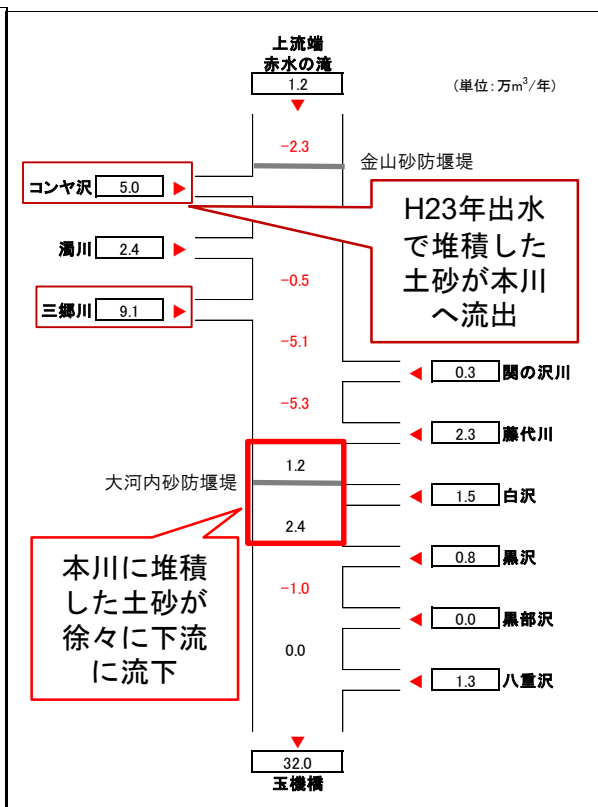 上流端
赤水の滝
1.2
(単位:万m³/年)
-2.3
金山砂防堰堤
コンヤ沢 5.0
H23年出水
で堆積した
土砂が本川
へ流出
濁川 2.4
-0.5
三郷川 9.1
-5.1
0.3 関の沢川
-5.3
2.3 藤代川
1.2
大河内砂防堰堤
1.5 白沢
2.4
本川に堆積
した土砂が
徐々に下流
に流下
0.8 黒沢
-1.0
0.0 黒部沢
0.0
1.3 八重沢
32.0
玉機橋